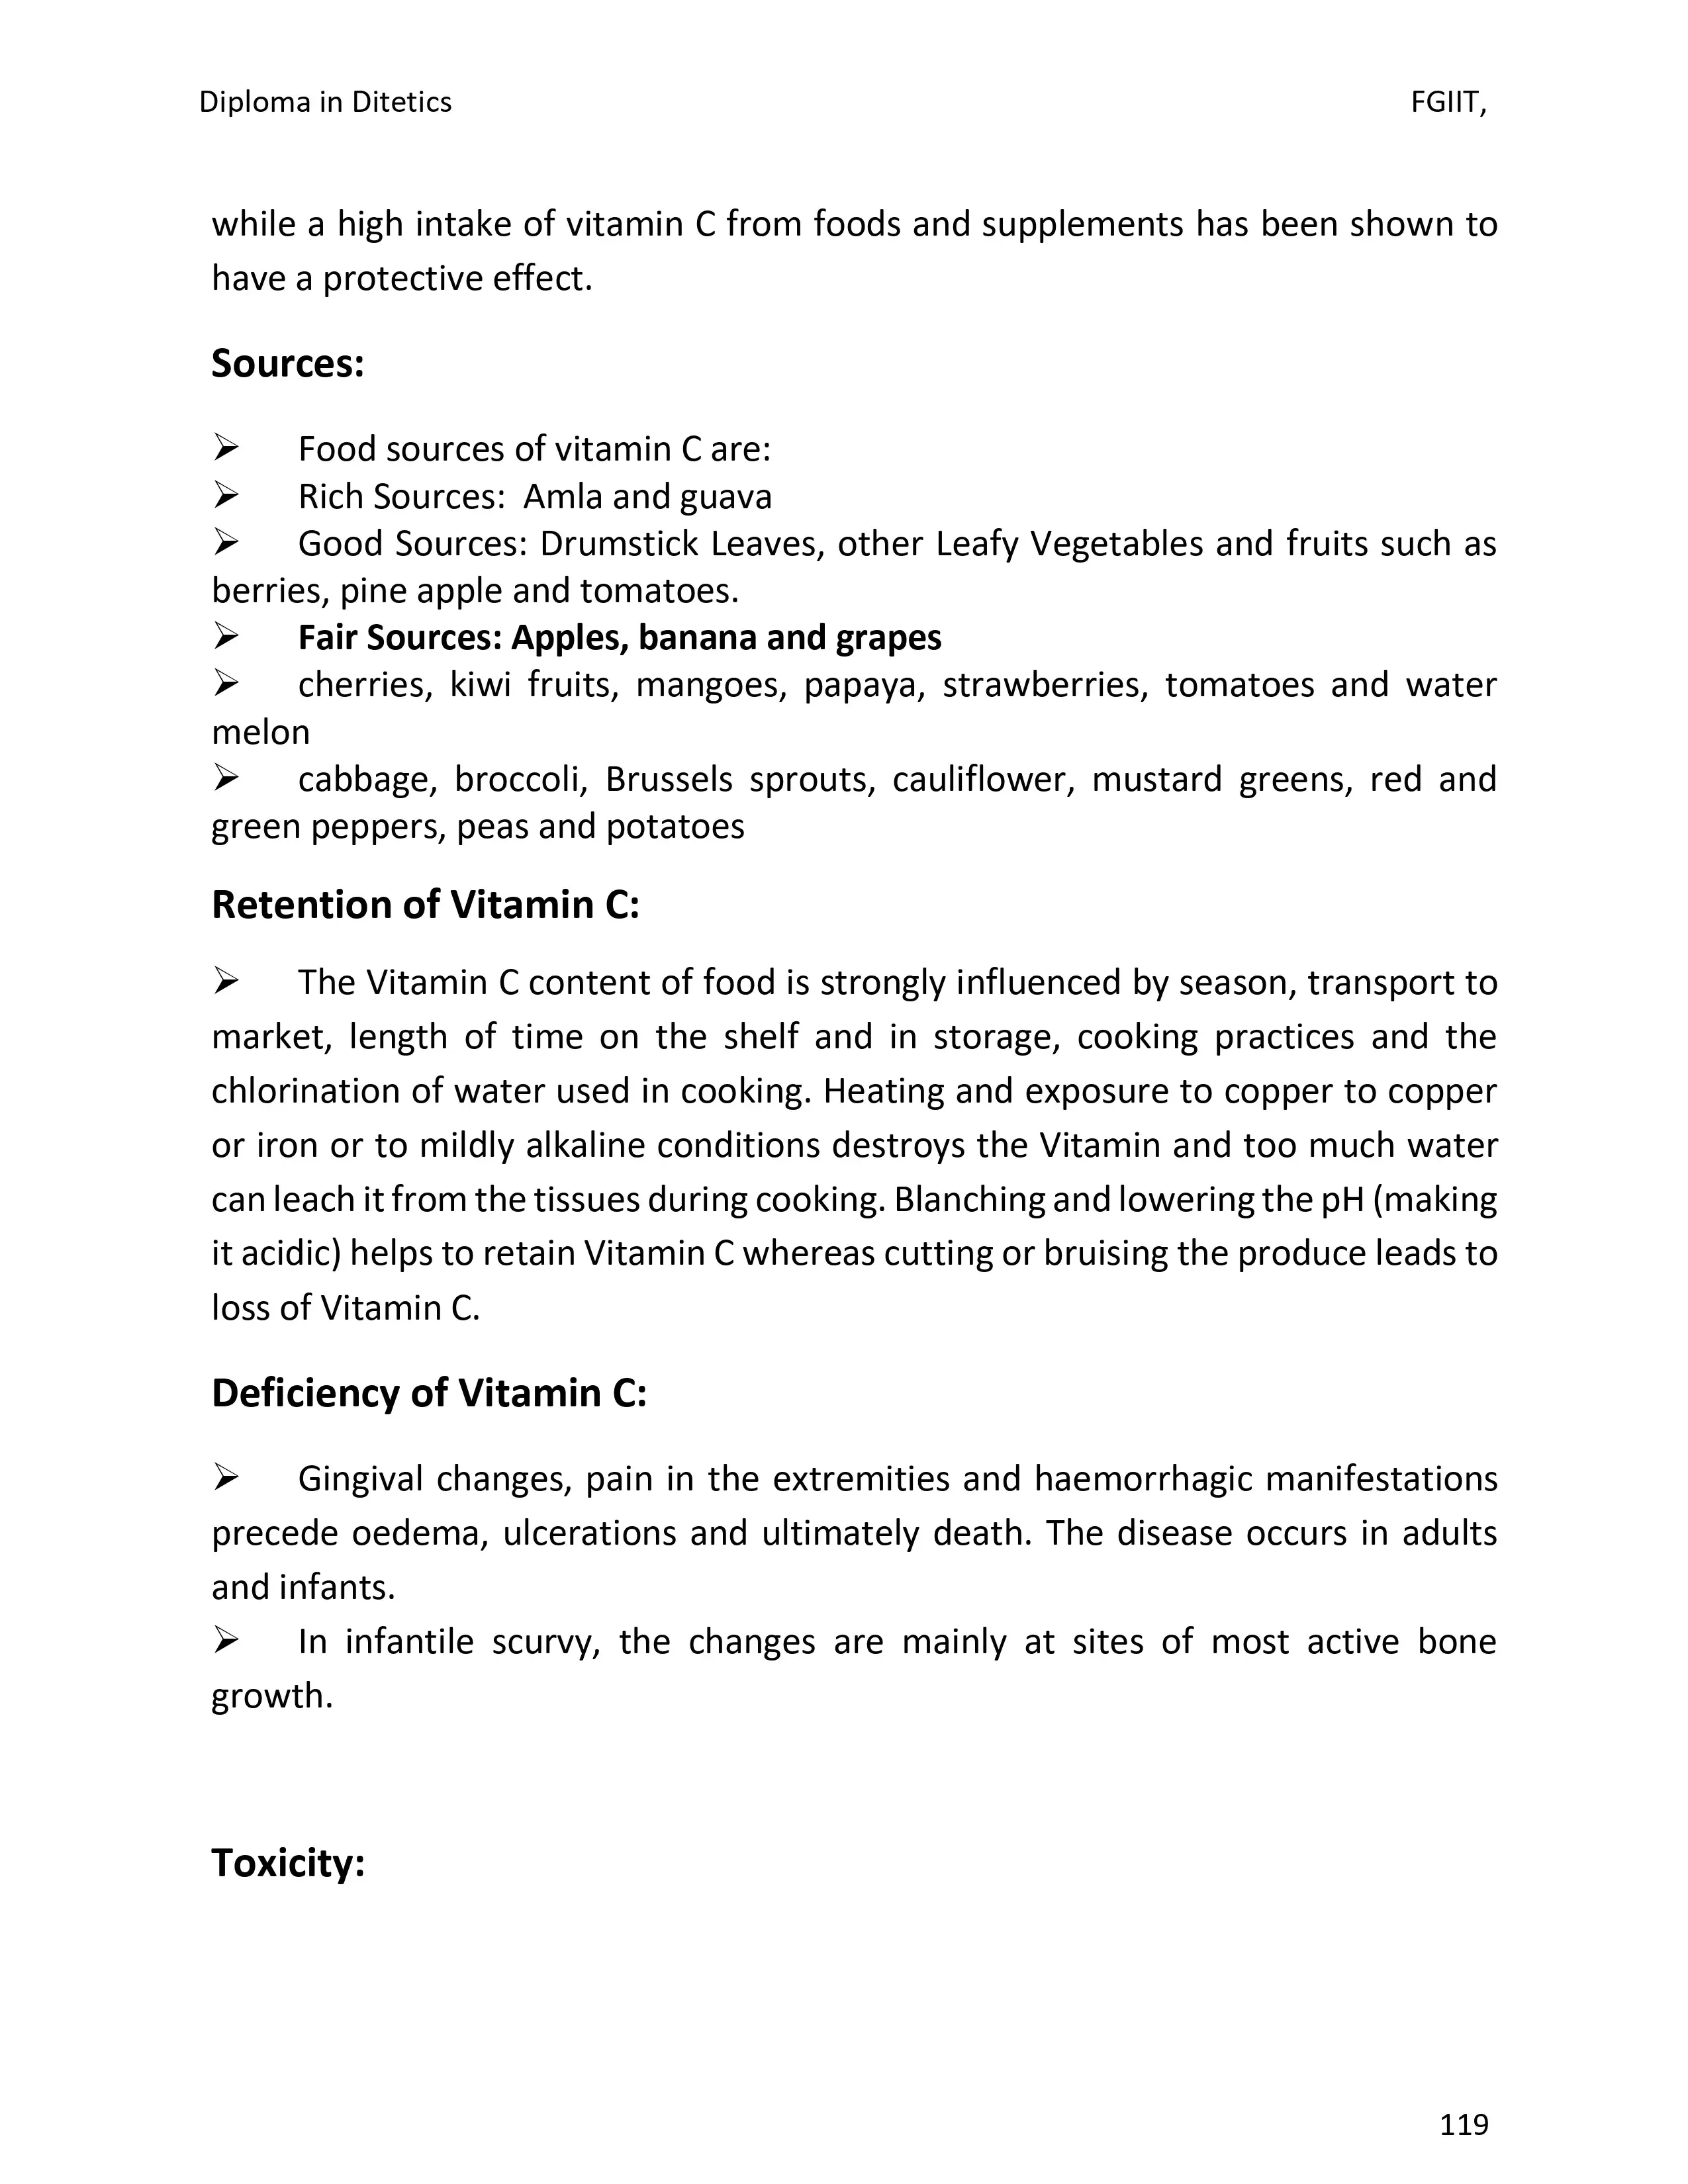 Diploma in Ditetics FGIIT,
while a high intake of vitamin C from foods and supplements has been shown to
have a protective effect.
Sources:
➢ Food sources of vitamin C are:
➢ Rich Sources:  Amla and guava
➢ Good Sources: Drumstick Leaves, other Leafy Vegetables and fruits such as
berries, pine apple and tomatoes.
➢ Fair Sources: Apples, banana and grapes
➢ cherries, kiwi fruits, mangoes, papaya, strawberries, tomatoes and water
melon
➢ cabbage, broccoli, Brussels sprouts, cauliflower, mustard greens, red and
green peppers, peas and potatoes
Retention of Vitamin C:
➢ The Vitamin C content of food is strongly influenced by season, transport to
market, length of time on the shelf and in storage, cooking practices and the
chlorination of water used in cooking. Heating and exposure to copper to copper
or iron or to mildly alkaline conditions destroys the Vitamin and too much water
can leach it from the tissues during cooking. Blanching and lowering the pH (making
it acidic) helps to retain Vitamin C whereas cutting or bruising the produce leads to
loss of Vitamin C.
Deficiency of Vitamin C:
➢ Gingival changes, pain in the extremities and haemorrhagic manifestations
precede oedema, ulcerations and ultimately death. The disease occurs in adults
and infants.
➢ In infantile scurvy, the changes are mainly at sites of most active bone
growth.
Toxicity:
119